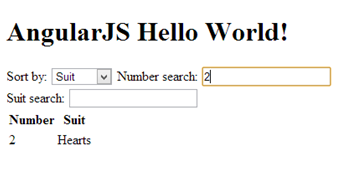 AngularJS Hello World!
Sort by: Suit Number search: 2
Suit search:
Number Suit
2 Hearts